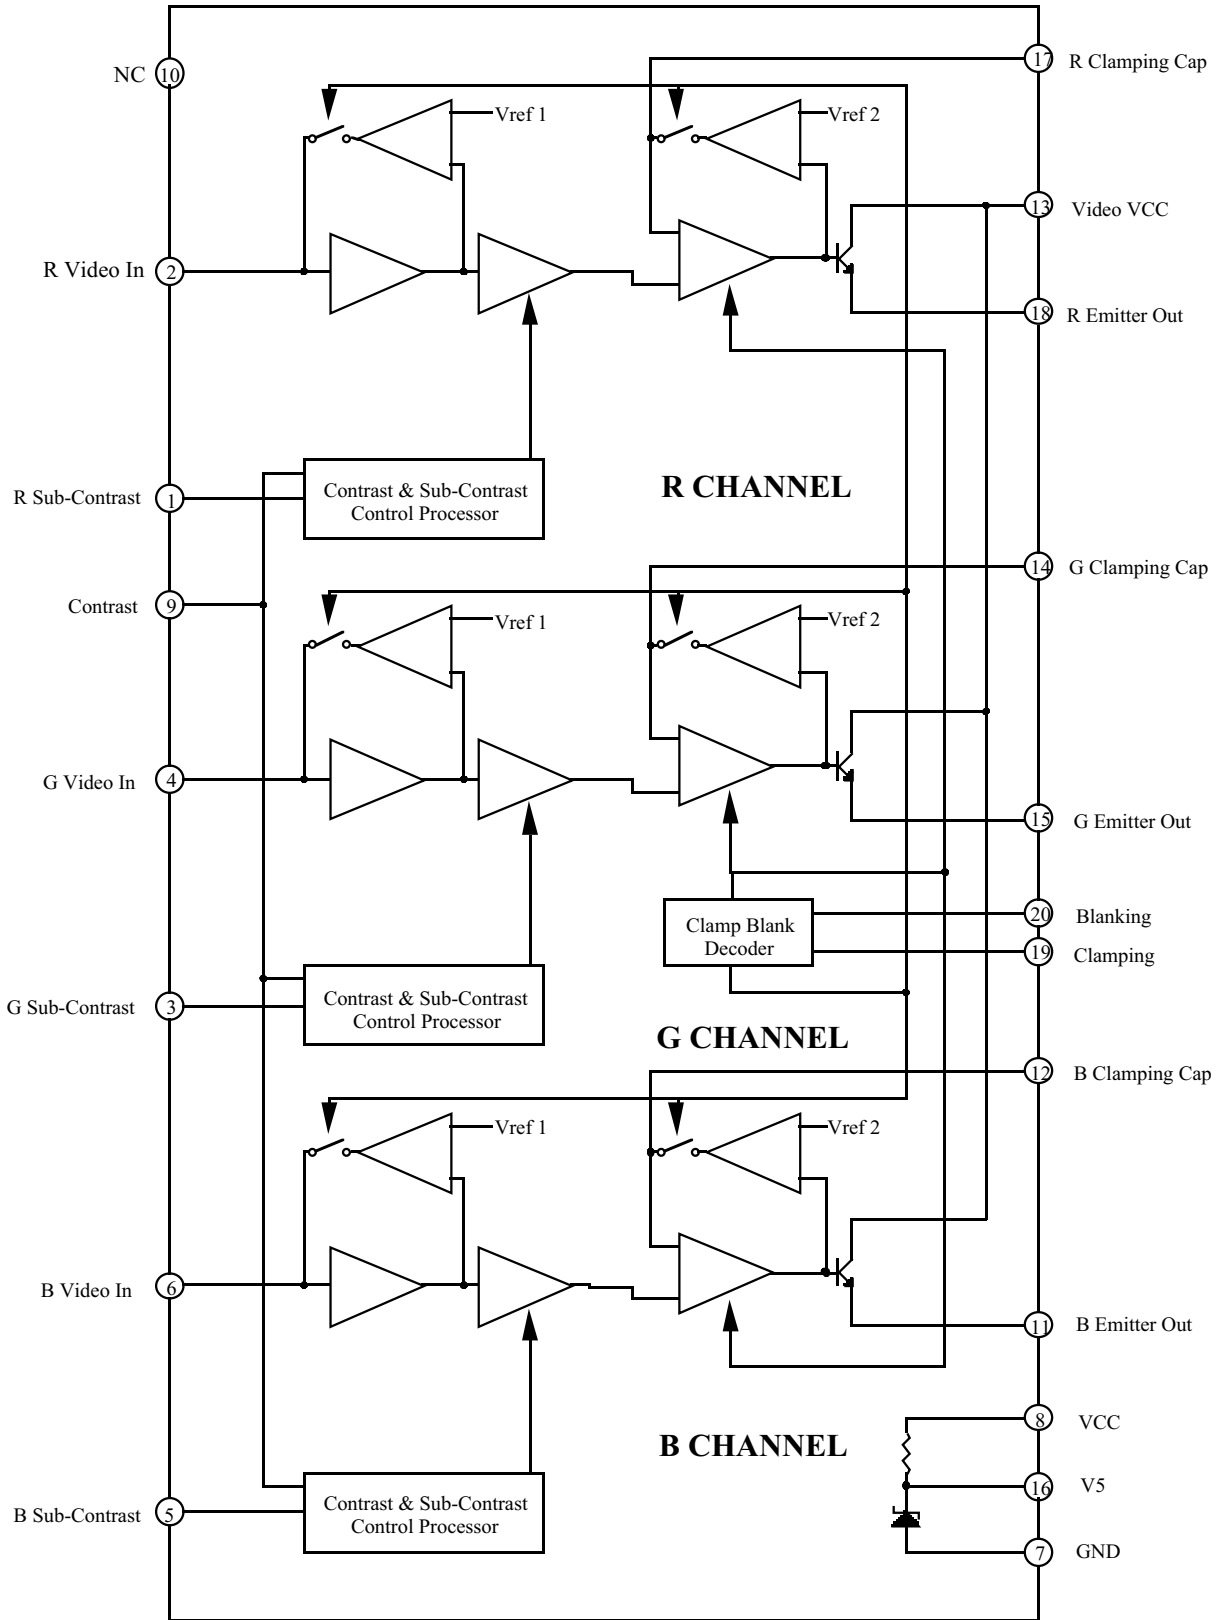 NC 10
17 R Clamping Cap
Vref 1
Vref 2
13 Video VCC
R Video In 2
18 R Emitter Out
R Sub-Contrast 1
Contrast & Sub-Contrast
Control Processor
R CHANNEL
14 G Clamping Cap
Contrast 9
Vref 1
Vref 2
G Video In 4
15 G Emitter Out
Clamp Blank
Decoder
20 Blanking
19 Clamping
G Sub-Contrast 3
Contrast & Sub-Contrast
Control Processor
G CHANNEL
12 B Clamping Cap
Vref 1
Vref 2
B Video In 6
11 B Emitter Out
8 VCC
B CHANNEL
16 V5
B Sub-Contrast 5
Contrast & Sub-Contrast
Control Processor
7 GND